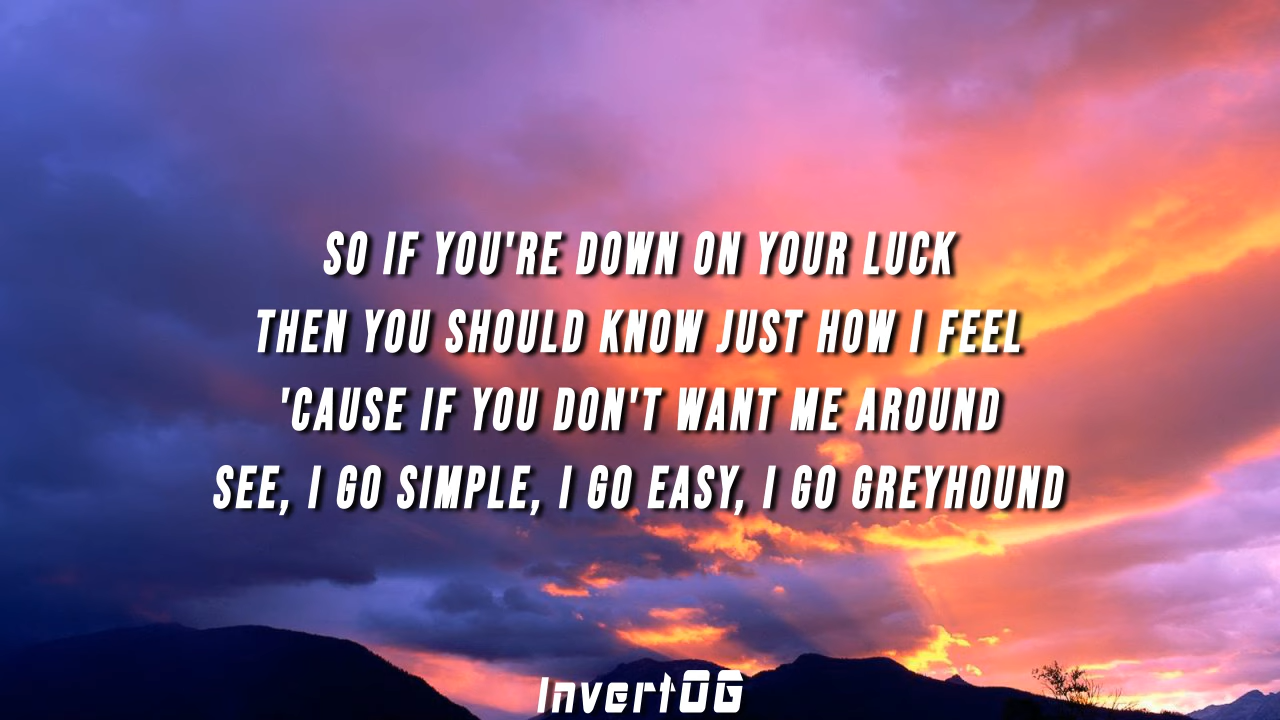 SO IF YOU'RE DOWN ON YOUR LUCK
THEN YOU SHOULD KNOW JUST HOW I FEEL
'CAUSE IF YOU DON'T WANT ME AROUND
SEE, I GO SIMPLE, I GO EASY, I GO GREYHOUND
InvertOG